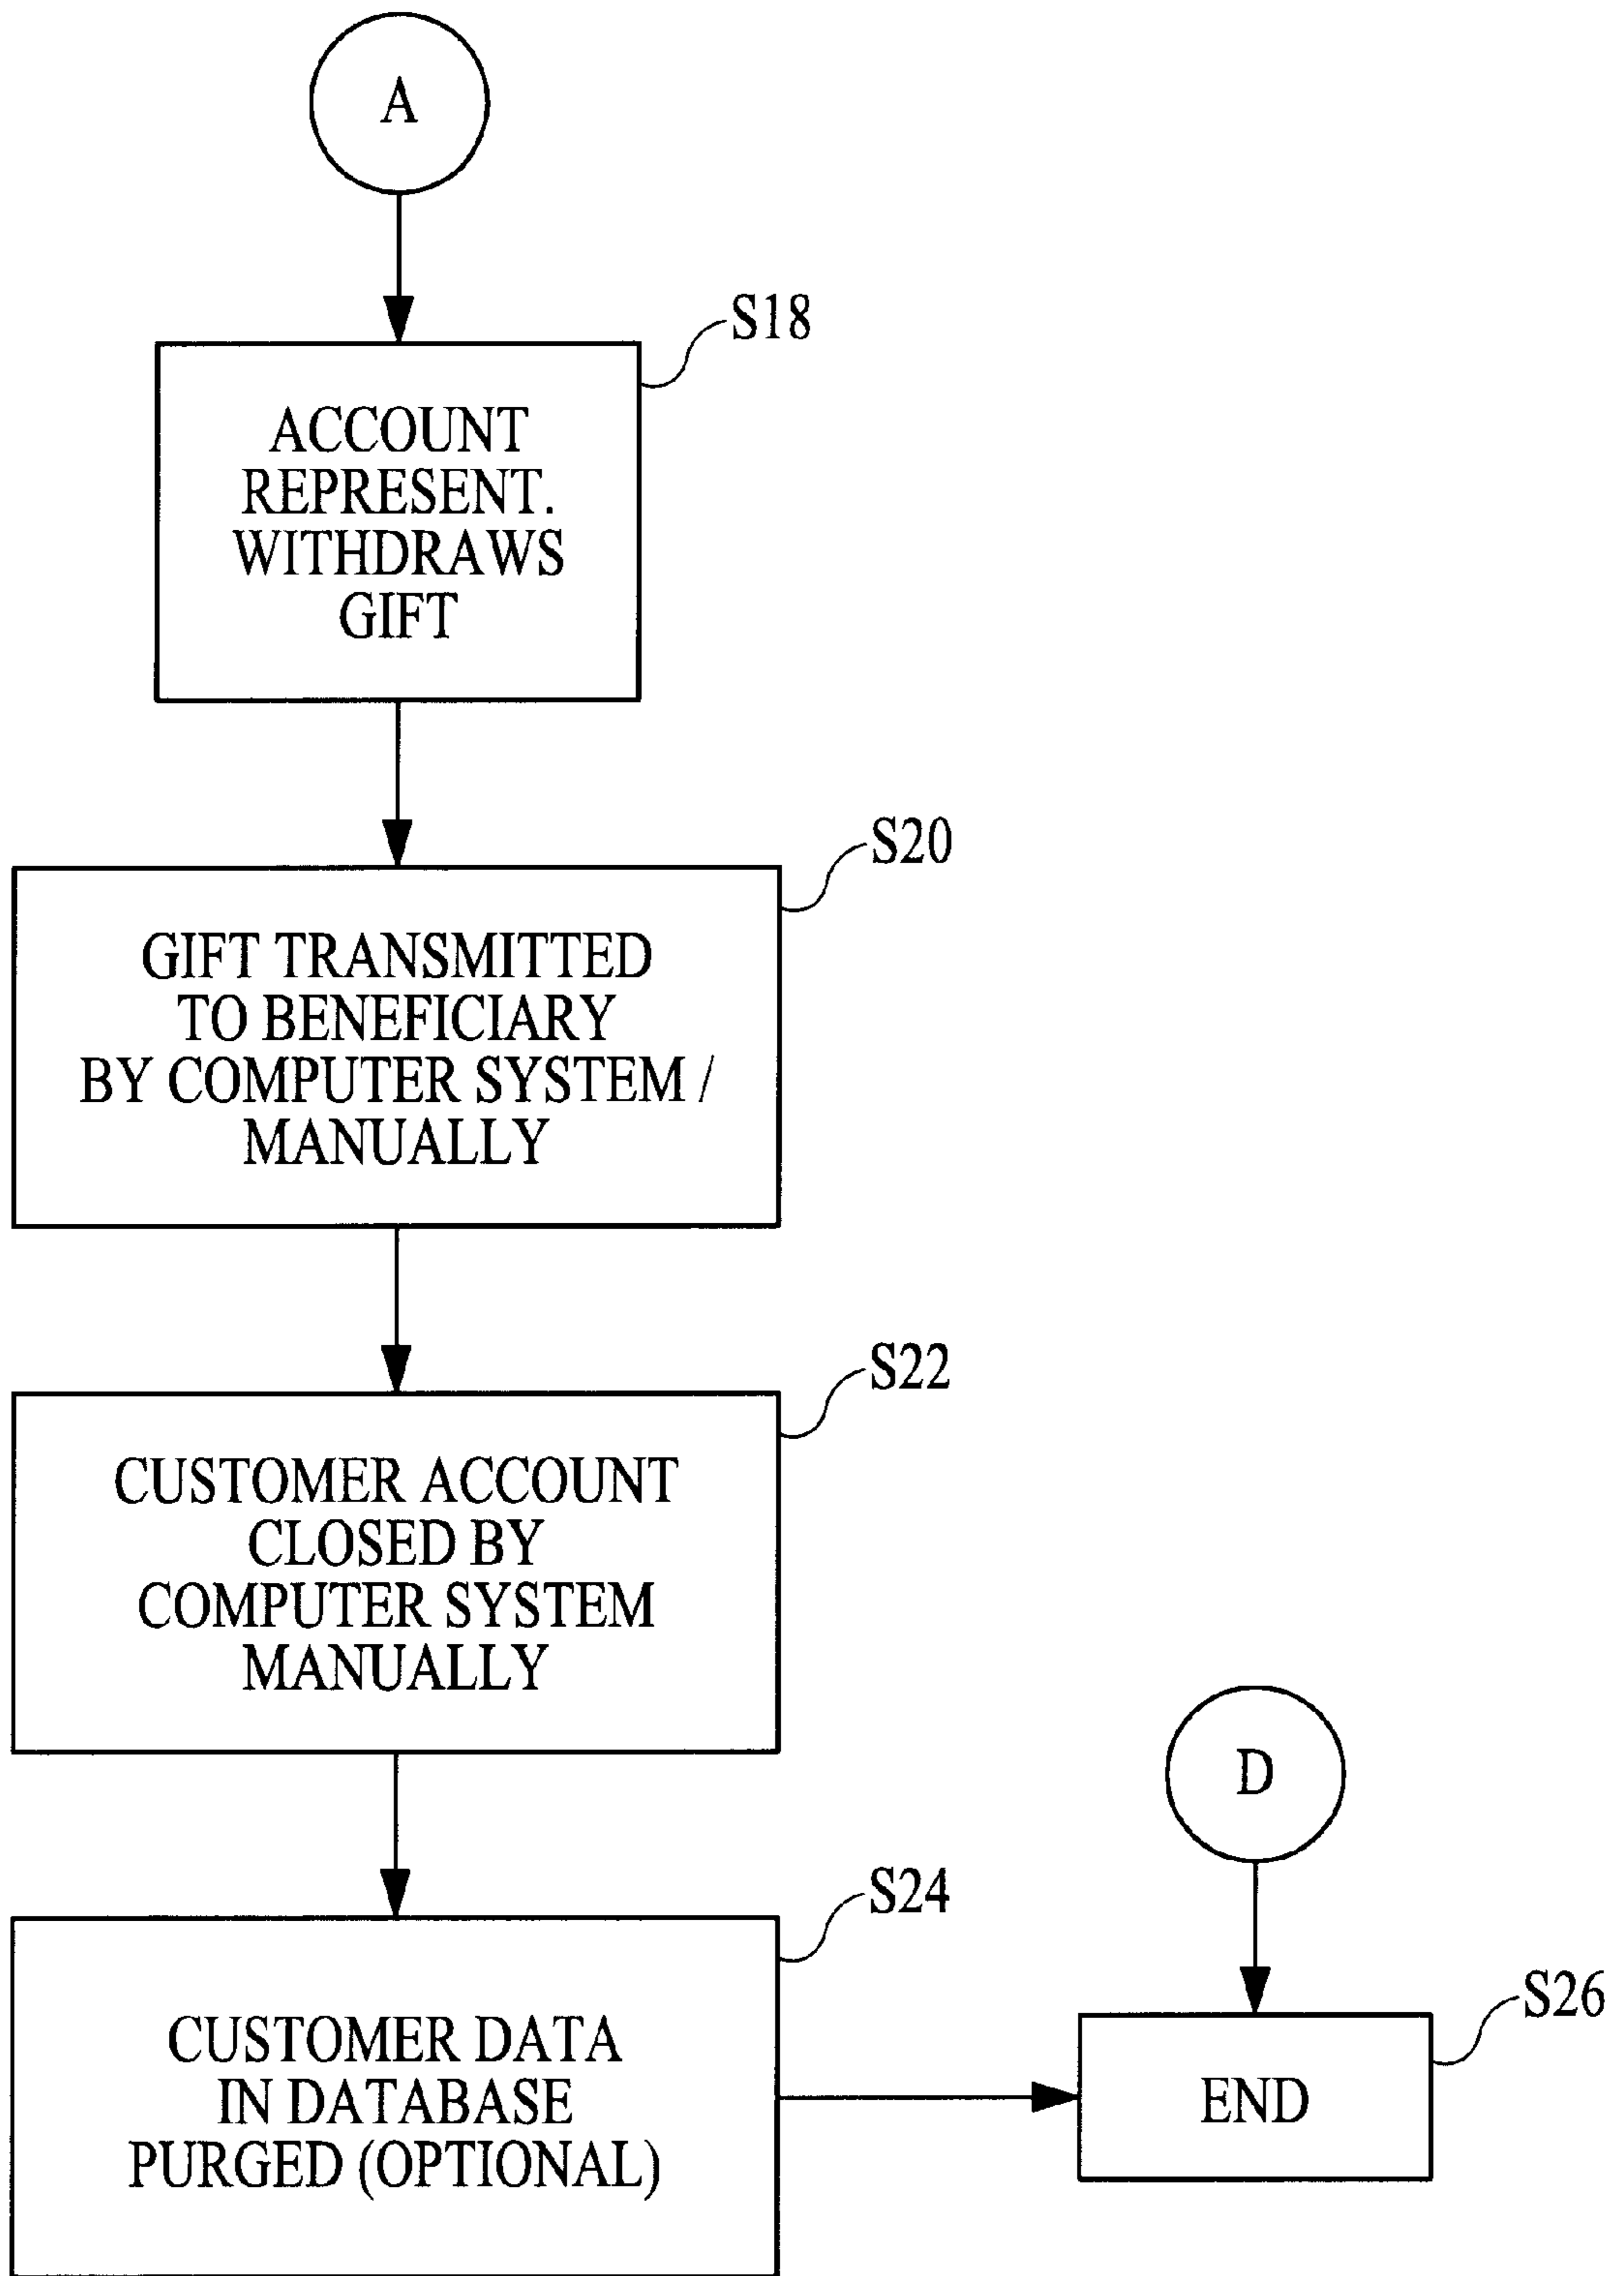 A
S18
ACCOUNT
REPRESENT.
WITHDRAWS
GIFT
S20
GIFT TRANSMITTED
TO BENEFICIARY
BY COMPUTER SYSTEM /
MANUALLY
S22
CUSTOMER ACCOUNT
CLOSED BY
COMPUTER SYSTEM
MANUALLY
D
S24
CUSTOMER DATA
IN DATABASE
PURGED (OPTIONAL)
S26
END